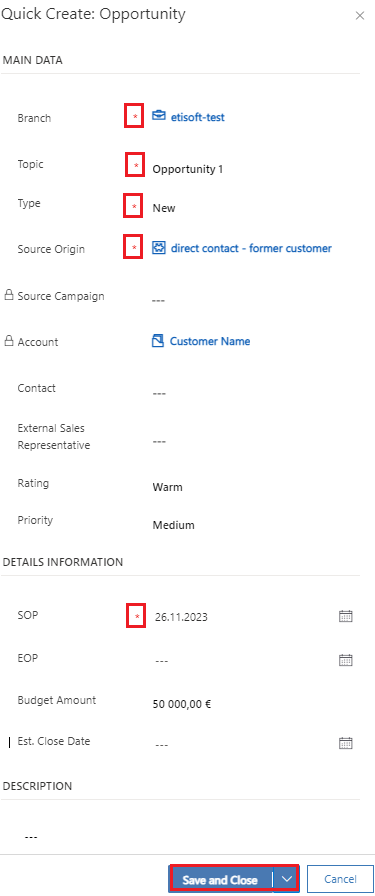 Quick Create: Opportunity
MAIN DATA
Branch * etisoft-test
Topic * Opportunity 1
Type * New
Source Origin * direct contact - former customer
Source Campaign ---
Account Customer Name
Contact ---
External Sales
Representative ---
Rating Warm
Priority Medium
DETAILS INFORMATION
SOP * 26.11.2023
EOP ---
Budget Amount 50 000,00 €
Est. Close Date ---
DESCRIPTION
---
Save and Close Cancel